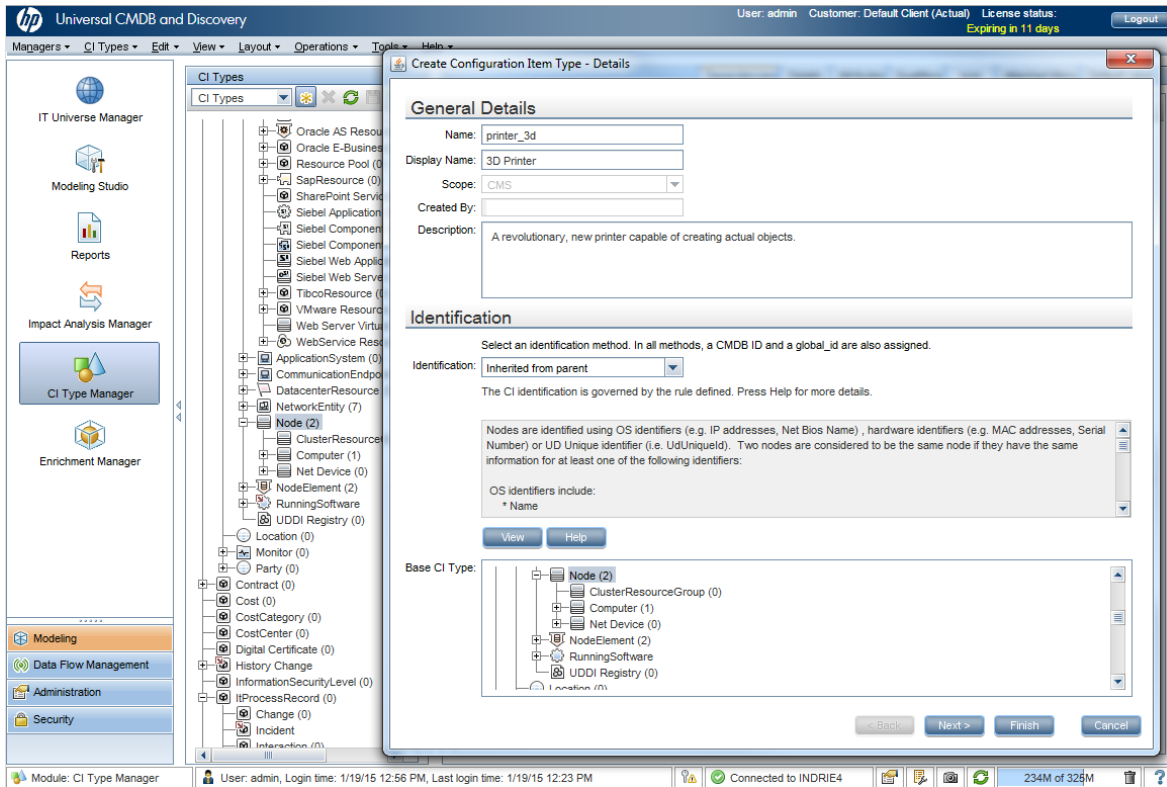 hp Universal CMDB and Discovery
User: admin Customer: Default Client (Actual) License status:
Expiring in 11 days
Logout
Managers CI Types Edit View Layout Operations Tools Help
IT Universe Manager
Modeling Studio
Reports
Impact Analysis Manager
CI Type Manager
Enrichment Manager
Modeling
Data Flow Management
Administration
Security
CI Types
CI Types
Oracle AS Resou
Oracle E-Busines
Resource Pool (0
SapResource (0)
SharePoint Servic
Siebel Application
Siebel Componen
Siebel Componen
Siebel Web Applic
Siebel Web Serve
TibcoResource (
VMware Resourc
Web Server Virtu
WebService Reso
ApplicationSystem (0)
CommunicationEndpo
DatacenterResource
NetworkEntity (7)
Node (2)
ClusterResource
Computer (1)
Net Device (0)
NodeElement (2)
RunningSoftware
UDDI Registry (0)
Location (0)
Monitor (0)
Party (0)
Contract (0)
Cost (0)
CostCategory (0)
CostCenter (0)
Digital Certificate (0)
History Change
InformationSecurityLevel (0)
ItProcessRecord (0)
Change (0)
Incident
Interaction (0)
Create Configuration Item Type - Details
General Details
Name: printer_3d
Display Name: 3D Printer
Scope: CMS
Created By:
Description: A revolutionary, new printer capable of creating actual objects.
Identification
Select an identification method. In all methods, a CMDB ID and a global_id are also assigned.
Identification: Inherited from parent
The CI identification is governed by the rule defined. Press Help for more details.
Nodes are identified using OS identifiers (e.g. IP addresses, Net Bios Name) , hardware identifiers (e.g. MAC addresses, Serial
Number) or UD Unique identifier (i.e. UdUniqueId). Two nodes are considered to be the same node if they have the same
information for at least one of the following identifiers:
OS identifiers include:
* Name
View Help
Base CI Type:
Node (2)
ClusterResourceGroup (0)
Computer (1)
Net Device (0)
NodeElement (2)
RunningSoftware
UDDI Registry (0)
Location (0)
< Back Next > Finish Cancel
Module: CI Type Manager User: admin, Login time: 1/19/15 12:56 PM, Last login time: 1/19/15 12:23 PM Connected to INDRIE4 234M of 325M